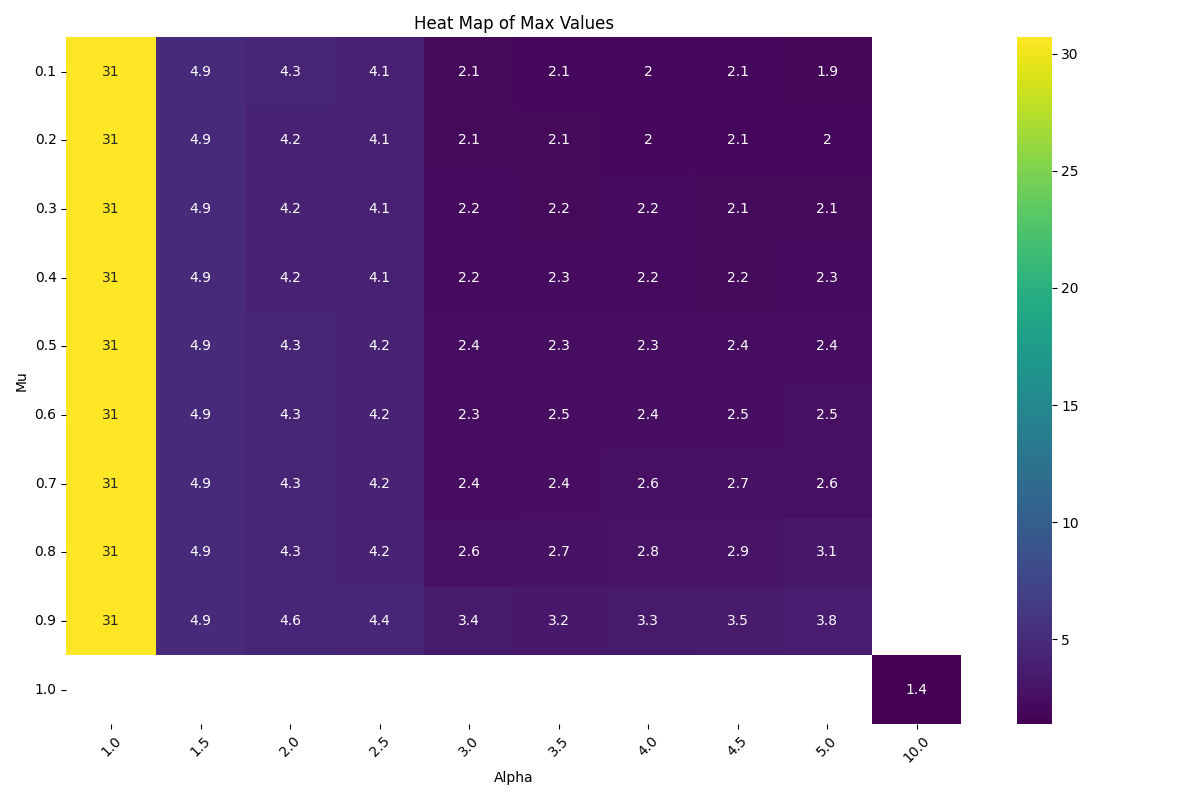 Heat Map of Max Values
0.1 31 4.9 4.3 4.1 2.1 2.1 2 2.1 1.9
0.2 31 4.9 4.2 4.1 2.1 2.1 2 2.1 2
0.3 31 4.9 4.2 4.1 2.2 2.2 2.2 2.1 2.1
0.4 31 4.9 4.2 4.1 2.2 2.3 2.2 2.2 2.3
0.5 31 4.9 4.3 4.2 2.4 2.3 2.3 2.4 2.4
0.6 31 4.9 4.3 4.2 2.3 2.5 2.4 2.5 2.5
0.7 31 4.9 4.3 4.2 2.4 2.4 2.6 2.7 2.6
0.8 31 4.9 4.3 4.2 2.6 2.7 2.8 2.9 3.1
0.9 31 4.9 4.6 4.4 3.4 3.2 3.3 3.5 3.8
1.0 1.4
Mu
1.0 1.5 2.0 2.5 3.0 3.5 4.0 4.5 5.0 10.0
Alpha
30
25
20
15
10
5